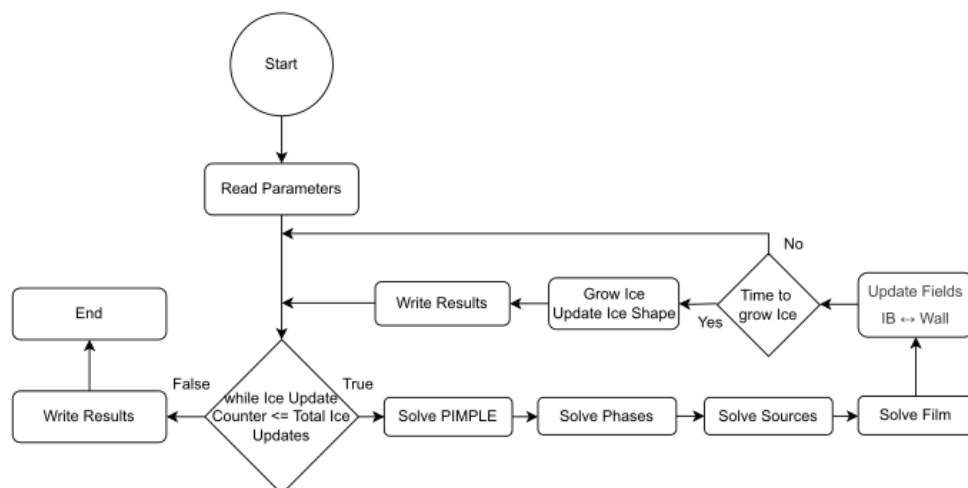 Start
Read Parameters
No
End
Write Results
Grow Ice
Update Ice Shape
Yes
Time to
grow Ice
Update Fields
IB ↔ Wall
False
True
while Ice Update
Counter <= Total Ice
Updates
Write Results
Solve PIMPLE
Solve Phases
Solve Sources
Solve Film